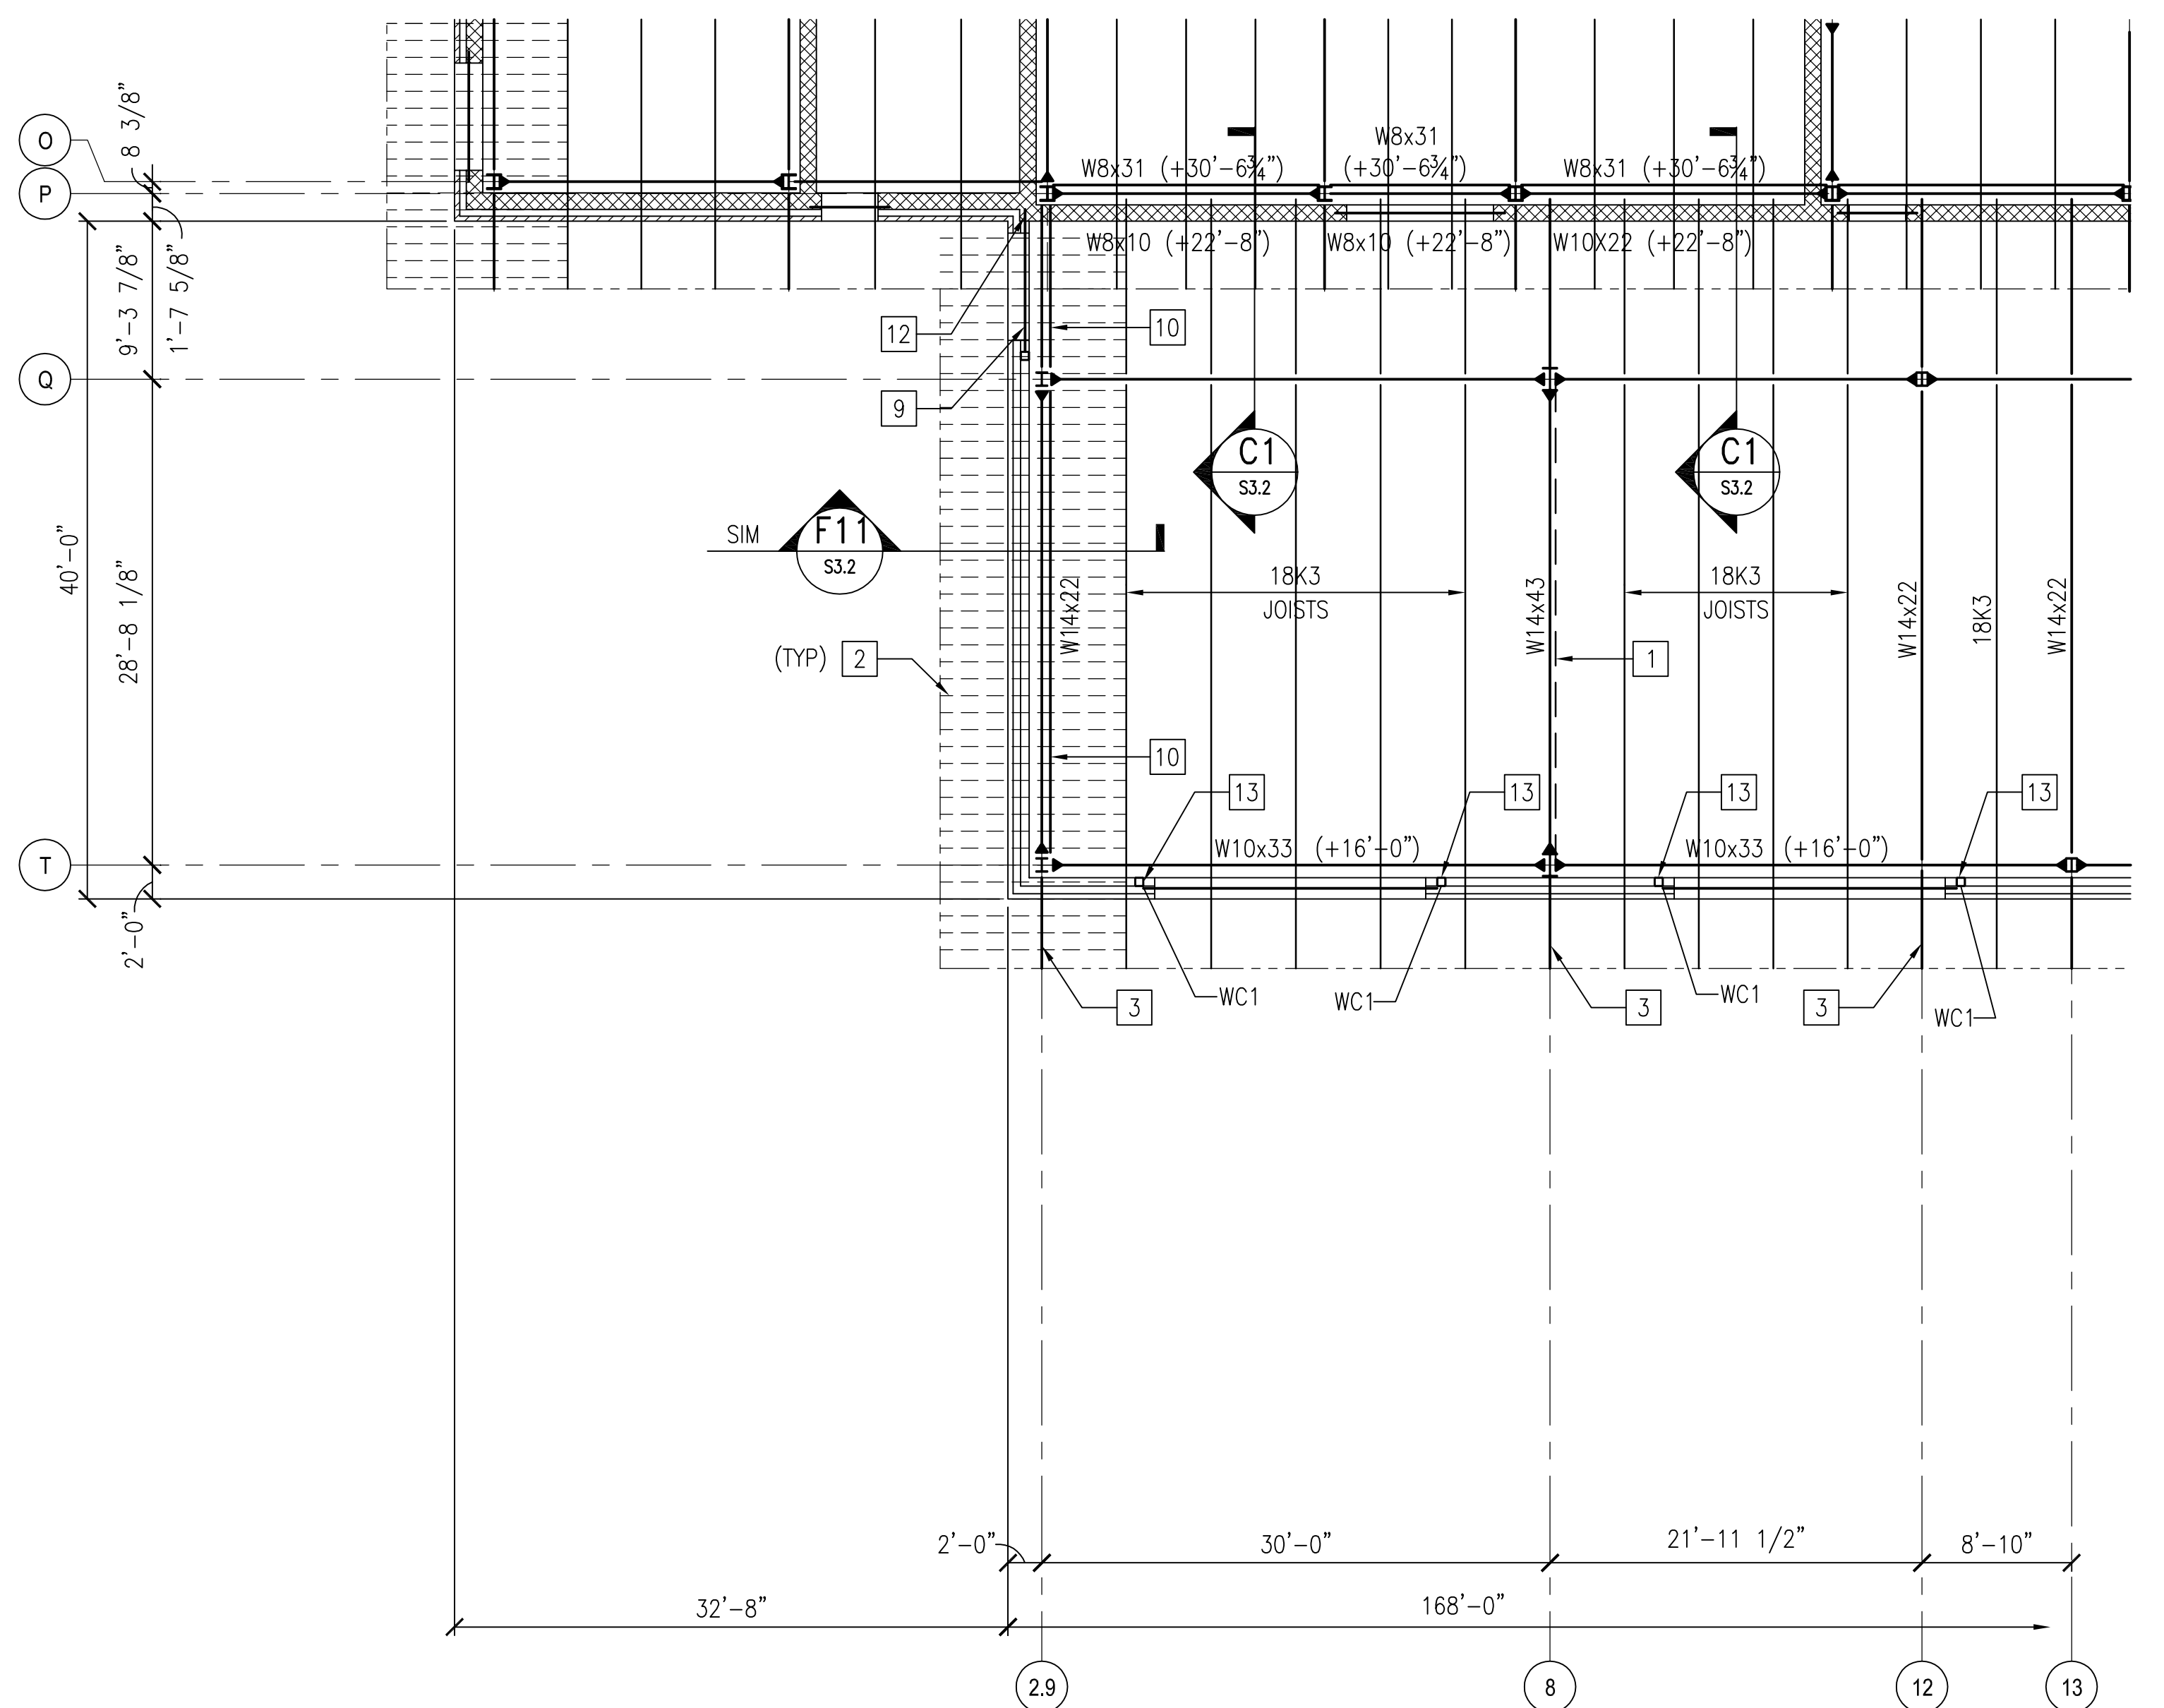 O
P
Q
T
8 3/8"
1'-7 5/8"
9'-3 7/8"
40'-0"
28'-8 1/8"
2'-0"
W8x31
W8x31 (+30'-6¾")
(+30'-6¾")
W8x31 (+30'-6¾")
W8x10 (+22'-8")
W8x10 (+22'-8")
W10X22 (+22'-8")
12
10
9
C1
S3.2
C1
S3.2
SIM
F11
S3.2
18K3
JOISTS
18K3
JOISTS
W14x22
W14x43
W14x22
18K3
W14x22
(TYP) 2
1
10
13
13
13
13
W10x33 (+16'-0")
W10x33 (+16'-0")
WC1
WC1
WC1
WC1
3
3
3
2'-0"
30'-0"
21'-11 1/2"
8'-10"
32'-8"
168'-0"
2.9
8
12
13